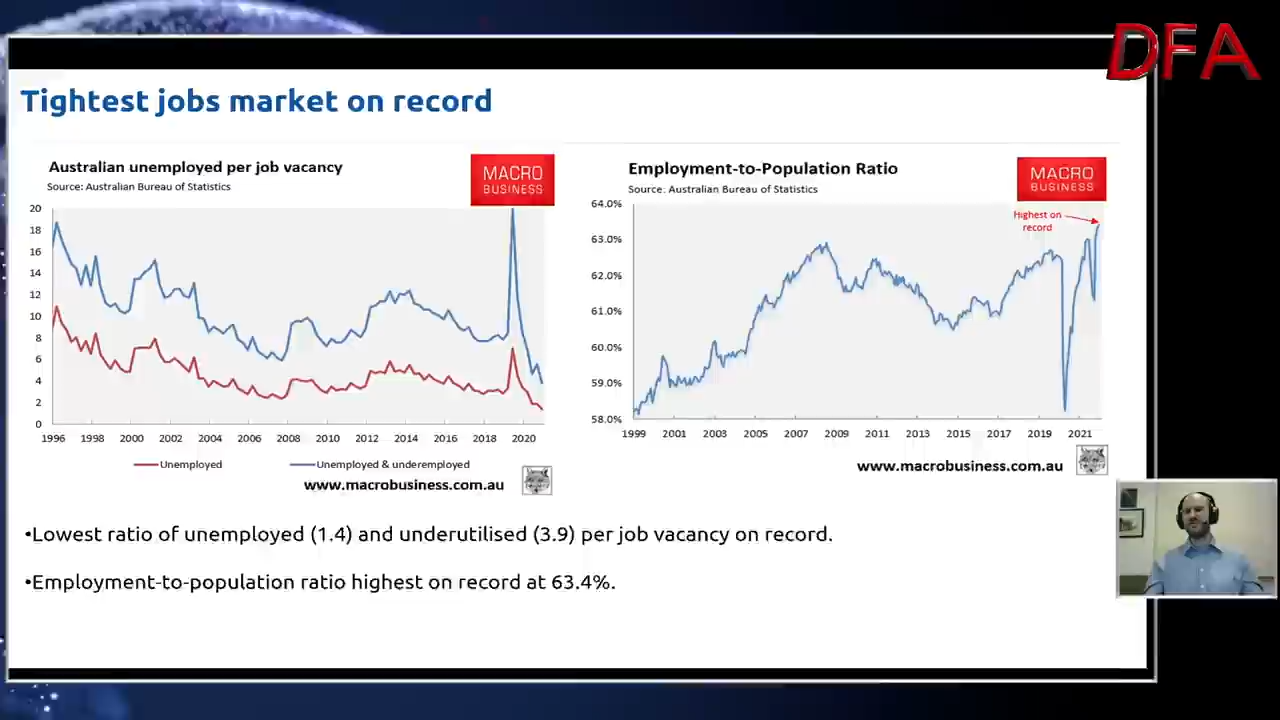 DFA
Tightest jobs market on record
Australian unemployed per job vacancy
Source: Australian Bureau of Statistics
MACRO
BUSINESS
20
18
16
14
12
10
8
6
4
2
0
1996 1998 2000 2002 2004 2006 2008 2010 2012 2014 2016 2018 2020
Unemployed
Unemployed & underemployed
www.macrobusiness.com.au
Employment-to-Population Ratio
Source: Australian Bureau of Statistics
MACRO
BUSINESS
Highest on
record
64.0%
63.0%
62.0%
61.0%
60.0%
59.0%
58.0%
1999 2001 2003 2005 2007 2009 2011 2013 2015 2017 2019 2021
www.macrobusiness.com.au
•Lowest ratio of unemployed (1.4) and underutilised (3.9) per job vacancy on record.
•Employment-to-population ratio highest on record at 63.4%.